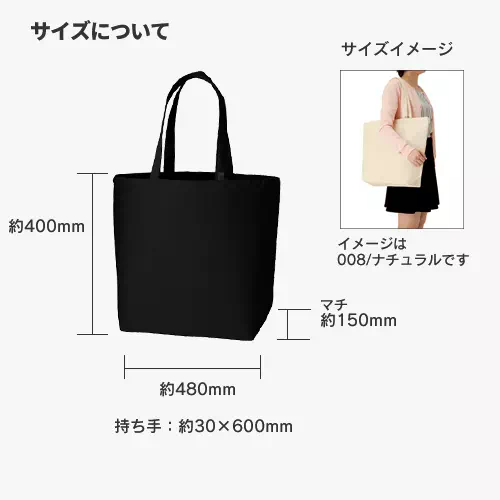 サイズについて
サイズイメージ
約400mm
イメージは
008/ナチュラルです
マチ
約150mm
約480mm
持ち手：約30×600mm